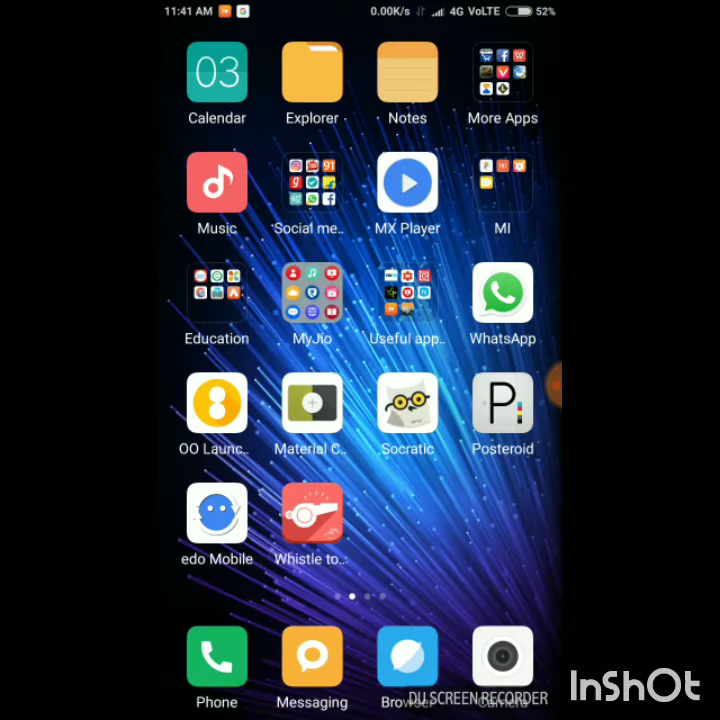 11:41 AM 0.00K/s 4G VoLTE 52%
03
Calendar Explorer Notes More Apps
Music Social me.. MX Player MI
Education MyJio Useful app.. WhatsApp
P
OO Launc.. Material C.. Socratic Posteroid
edo Mobile Whistle to..
Phone Messaging Browser Camera
DU SCREEN RECORDER
InShOt